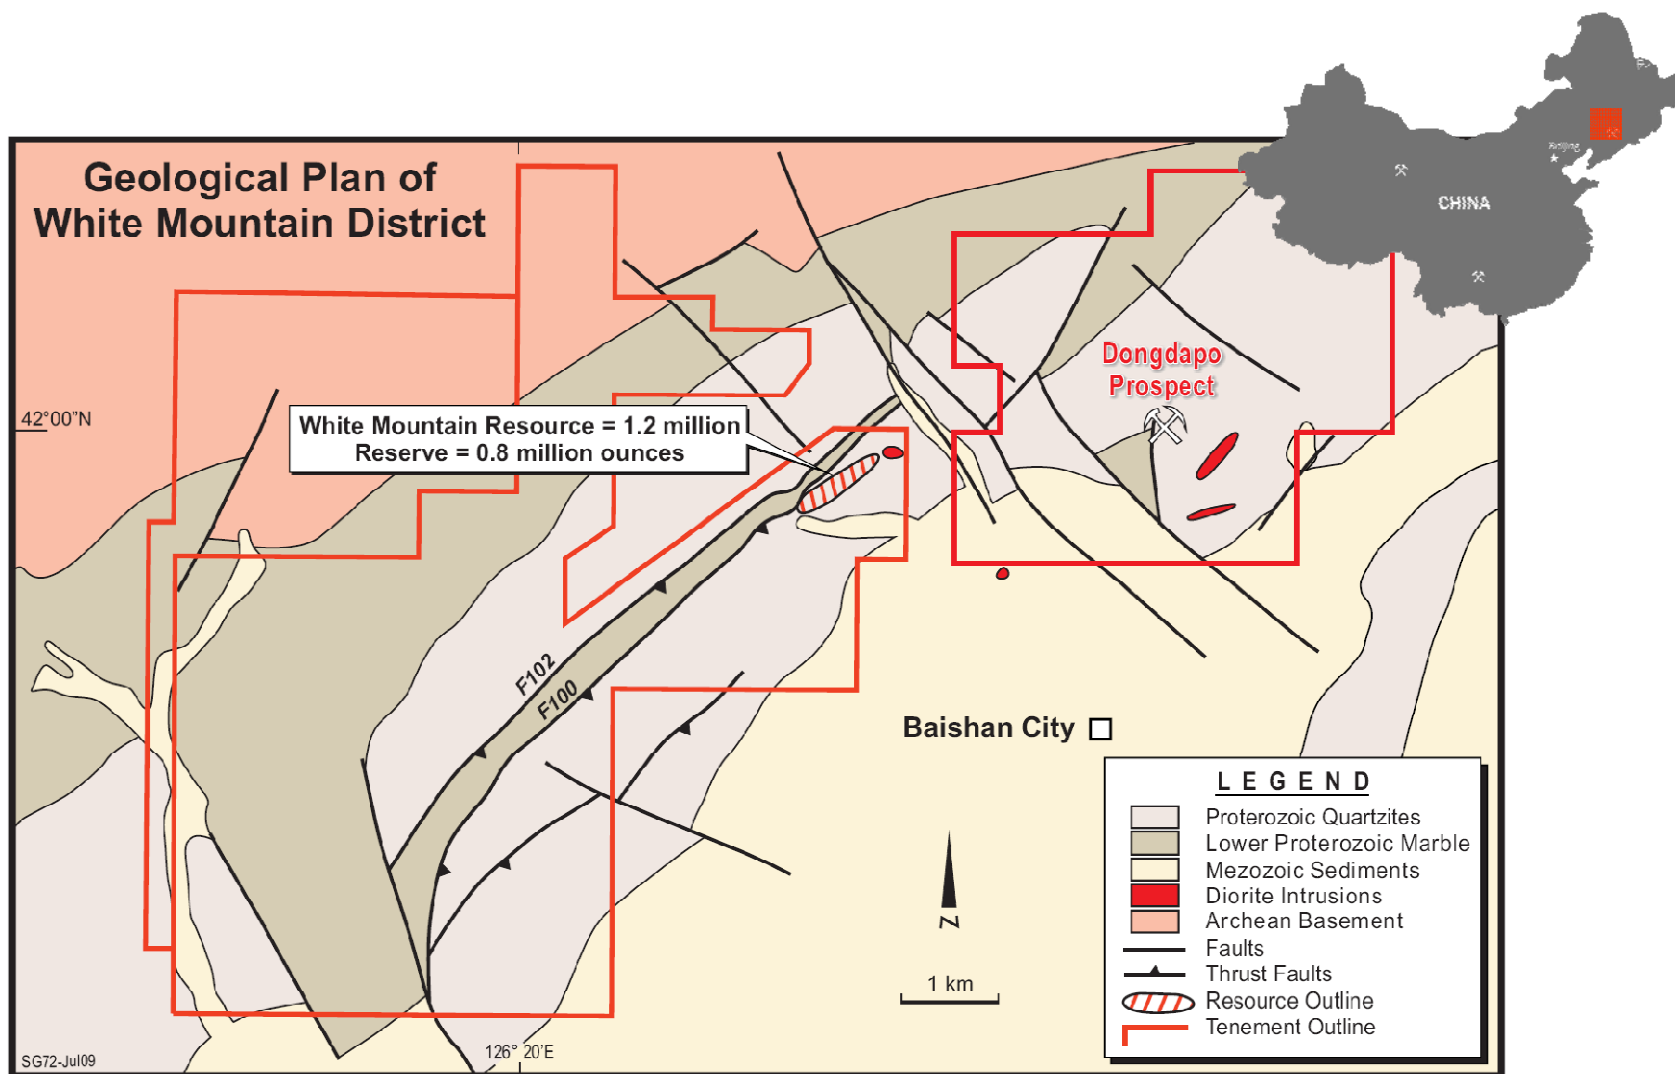 Geological Plan of
White Mountain District
Beijing
CHINA
Dongdapo
Prospect
42°00"N
White Mountain Resource = 1.2 million
Reserve = 0.8 million ounces
F102
F100
Baishan City
N
1 km
LEGEND
Proterozoic Quartzites
Lower Proterozoic Marble
Mezozoic Sediments
Diorite Intrusions
Archean Basement
Faults
Thrust Faults
Resource Outline
Tenement Outline
SG72-Jul09
126° 20'E